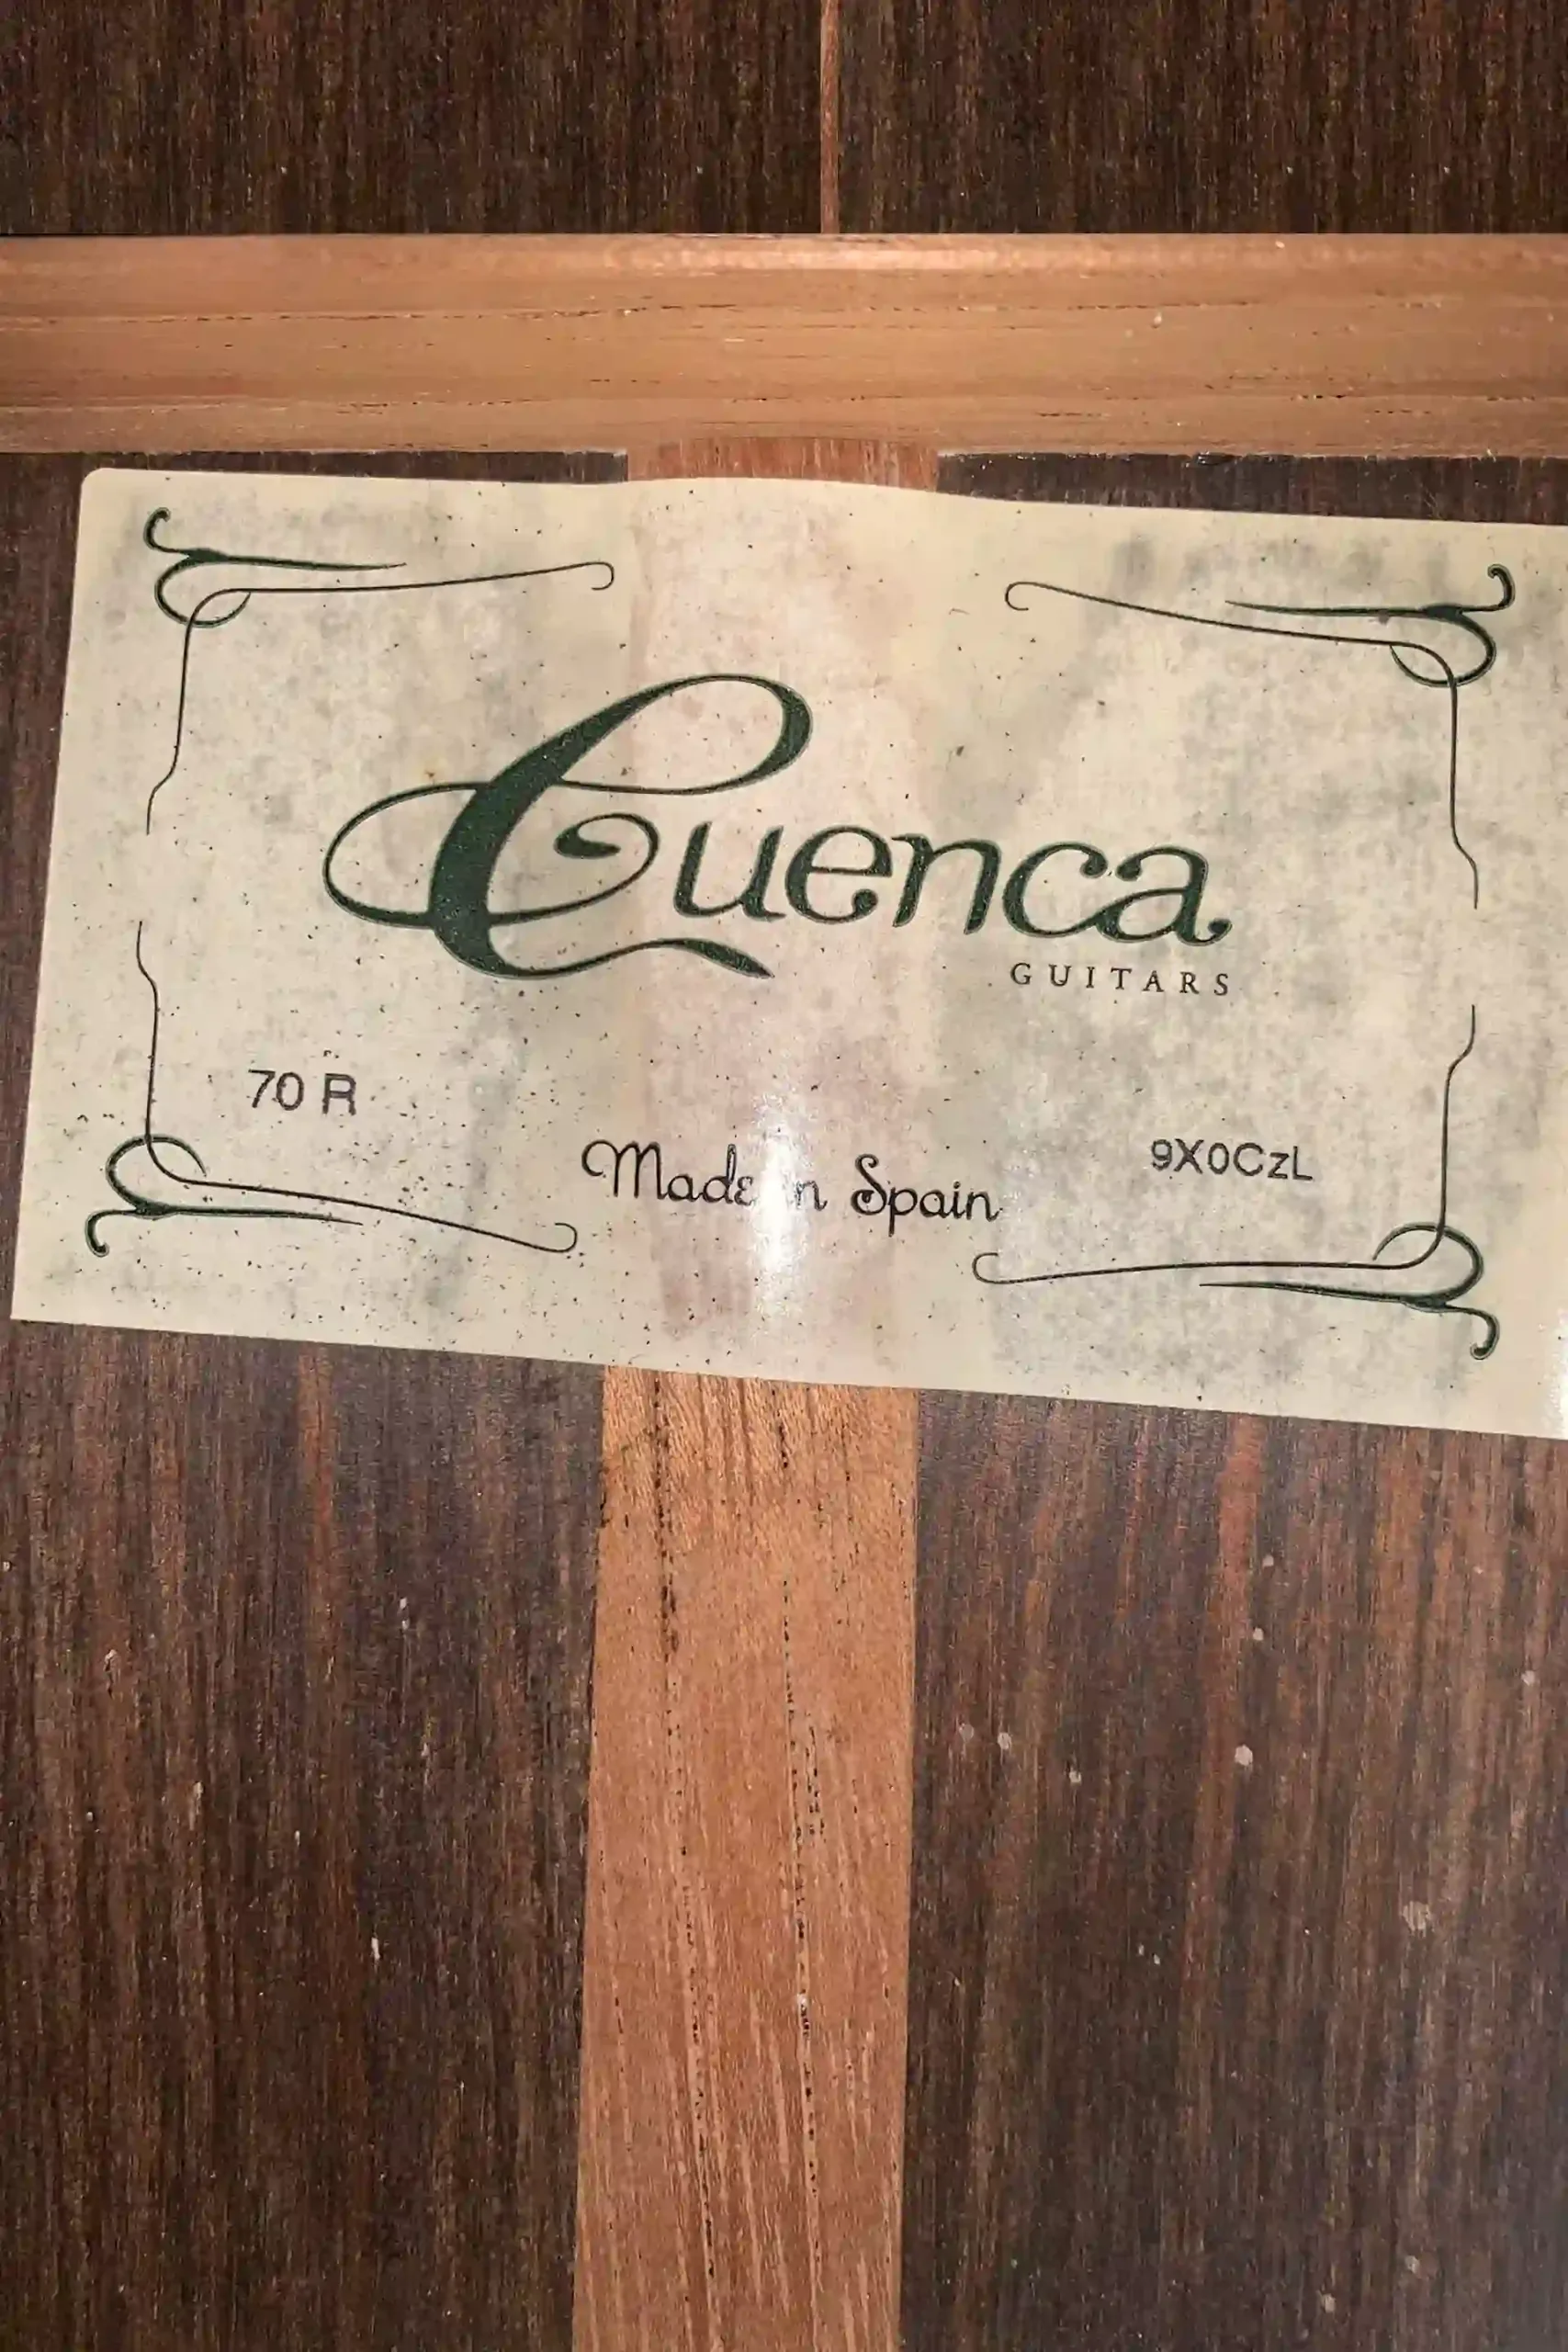 Cuenca
GUITARS
70 R
Made in Spain
9X0CzL